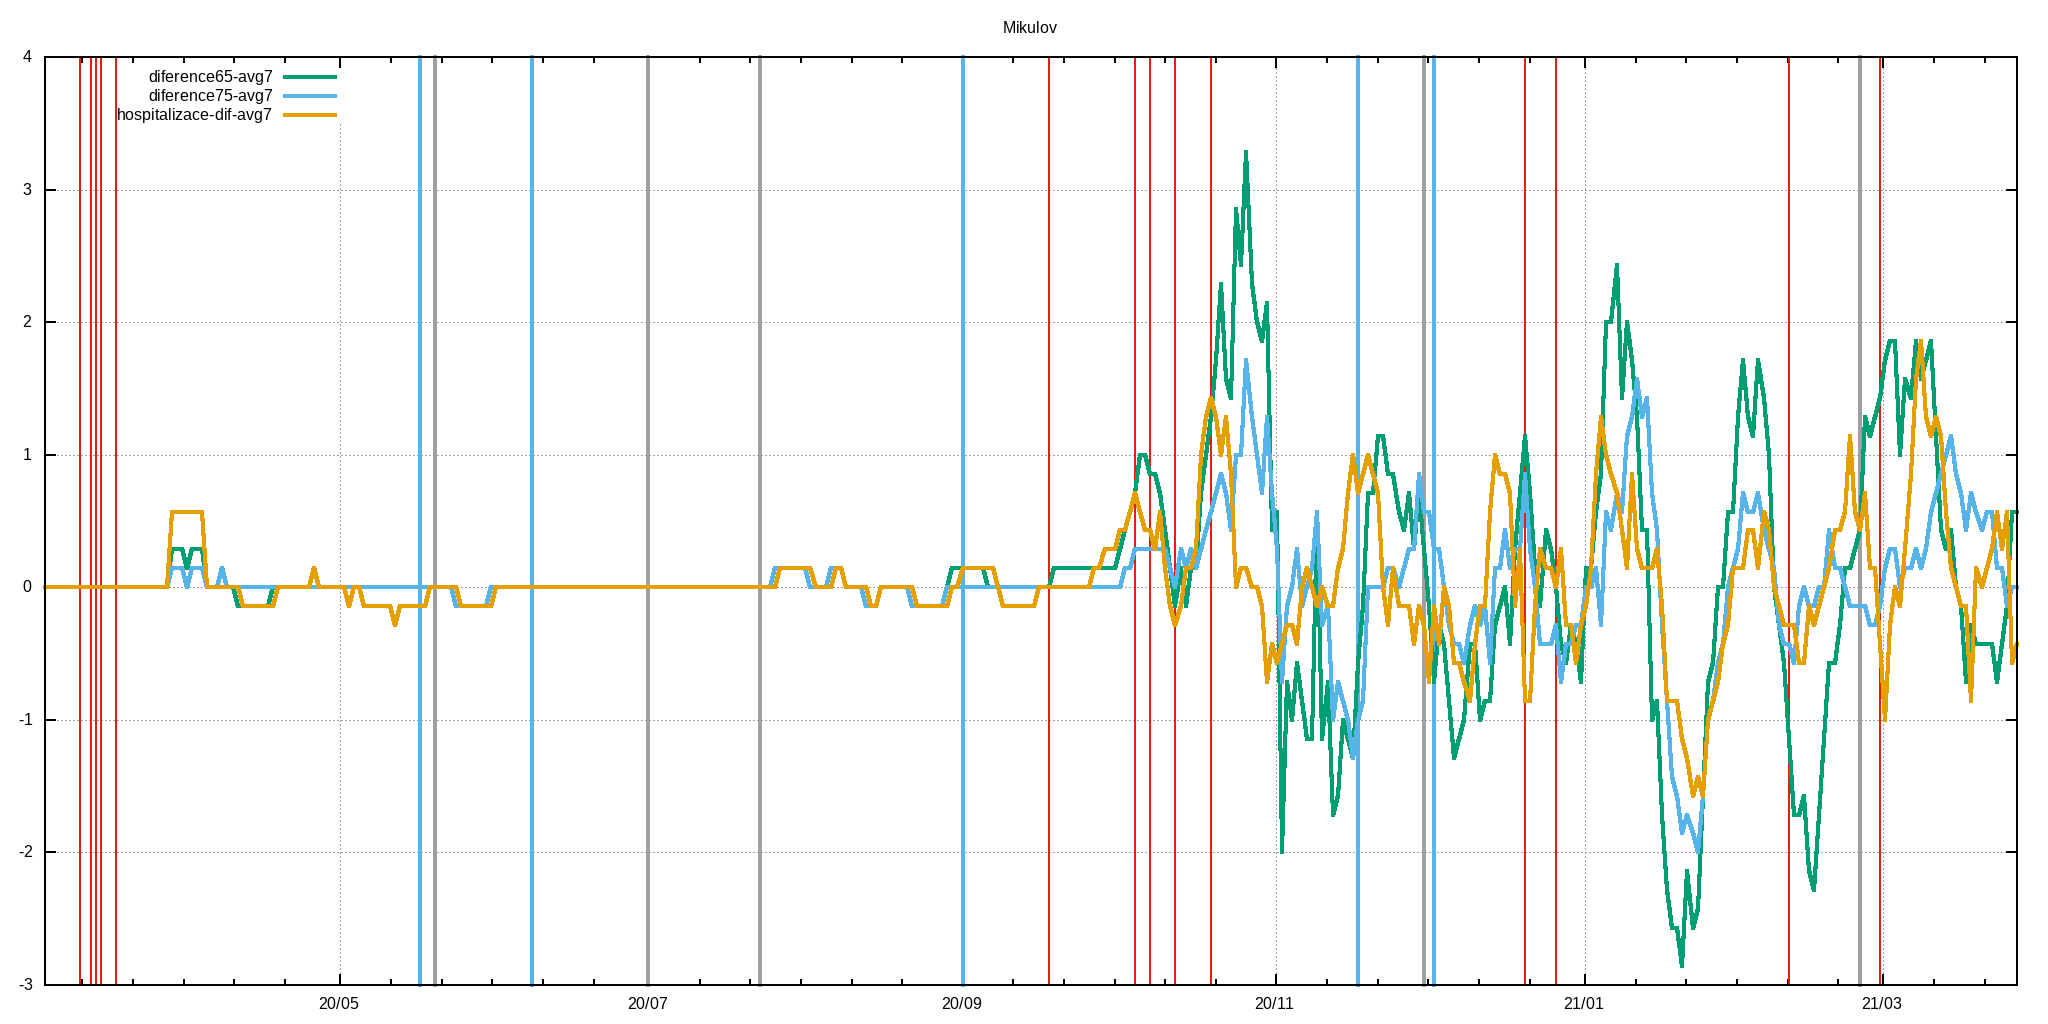 Mikulov
4
diference65-avg7
diference75-avg7
hospitalizace-dif-avg7
3
2
1
0
-1
-2
-3
20/05 20/07 20/09 20/11 21/01 21/03